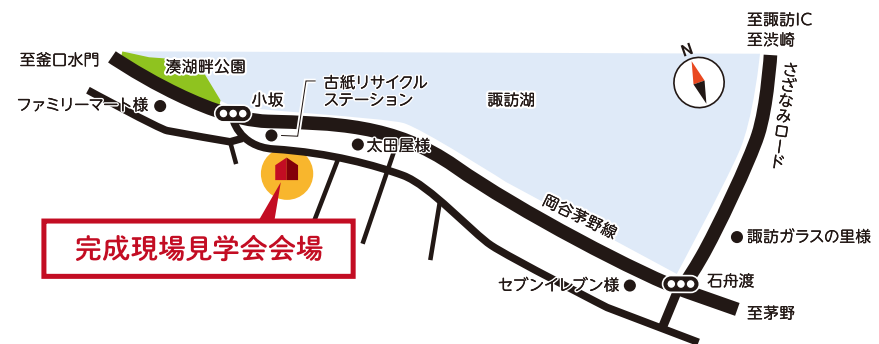 至諏訪IC
至渋崎
至釜口水門
湊湖畔公園
N
さざなみロード
ファミリーマート様
小坂
古紙リサイクル
ステーション
諏訪湖
太田屋様
岡谷茅野線
完成現場見学会会場
諏訪ガラスの里様
セブンイレブン様
石舟渡
至茅野